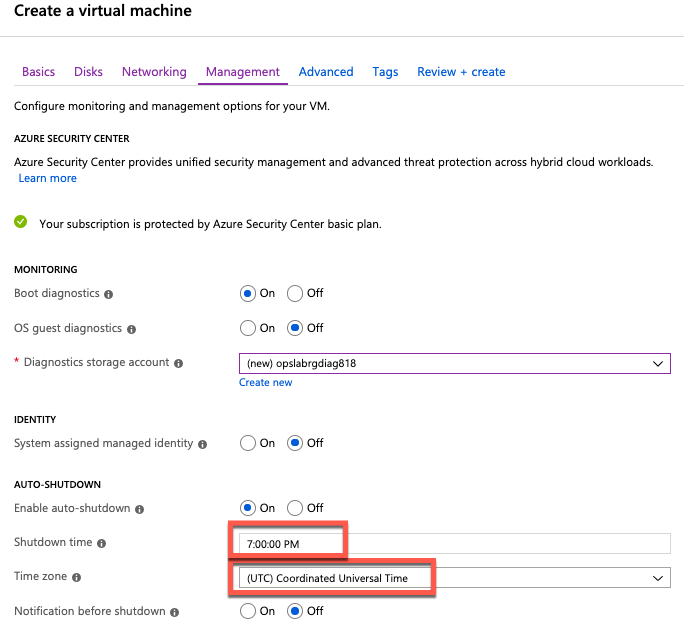 Create a virtual machine
Basics Disks Networking Management Advanced Tags Review + create
Configure monitoring and management options for your VM.
AZURE SECURITY CENTER
Azure Security Center provides unified security management and advanced threat protection across hybrid cloud workloads.
Learn more
Your subscription is protected by Azure Security Center basic plan.
MONITORING
Boot diagnostics On Off
OS guest diagnostics On Off
* Diagnostics storage account (new) opslabrgdiag818
Create new
IDENTITY
System assigned managed identity On Off
AUTO-SHUTDOWN
Enable auto-shutdown On Off
Shutdown time 7:00:00 PM
Time zone (UTC) Coordinated Universal Time
Notification before shutdown On Off